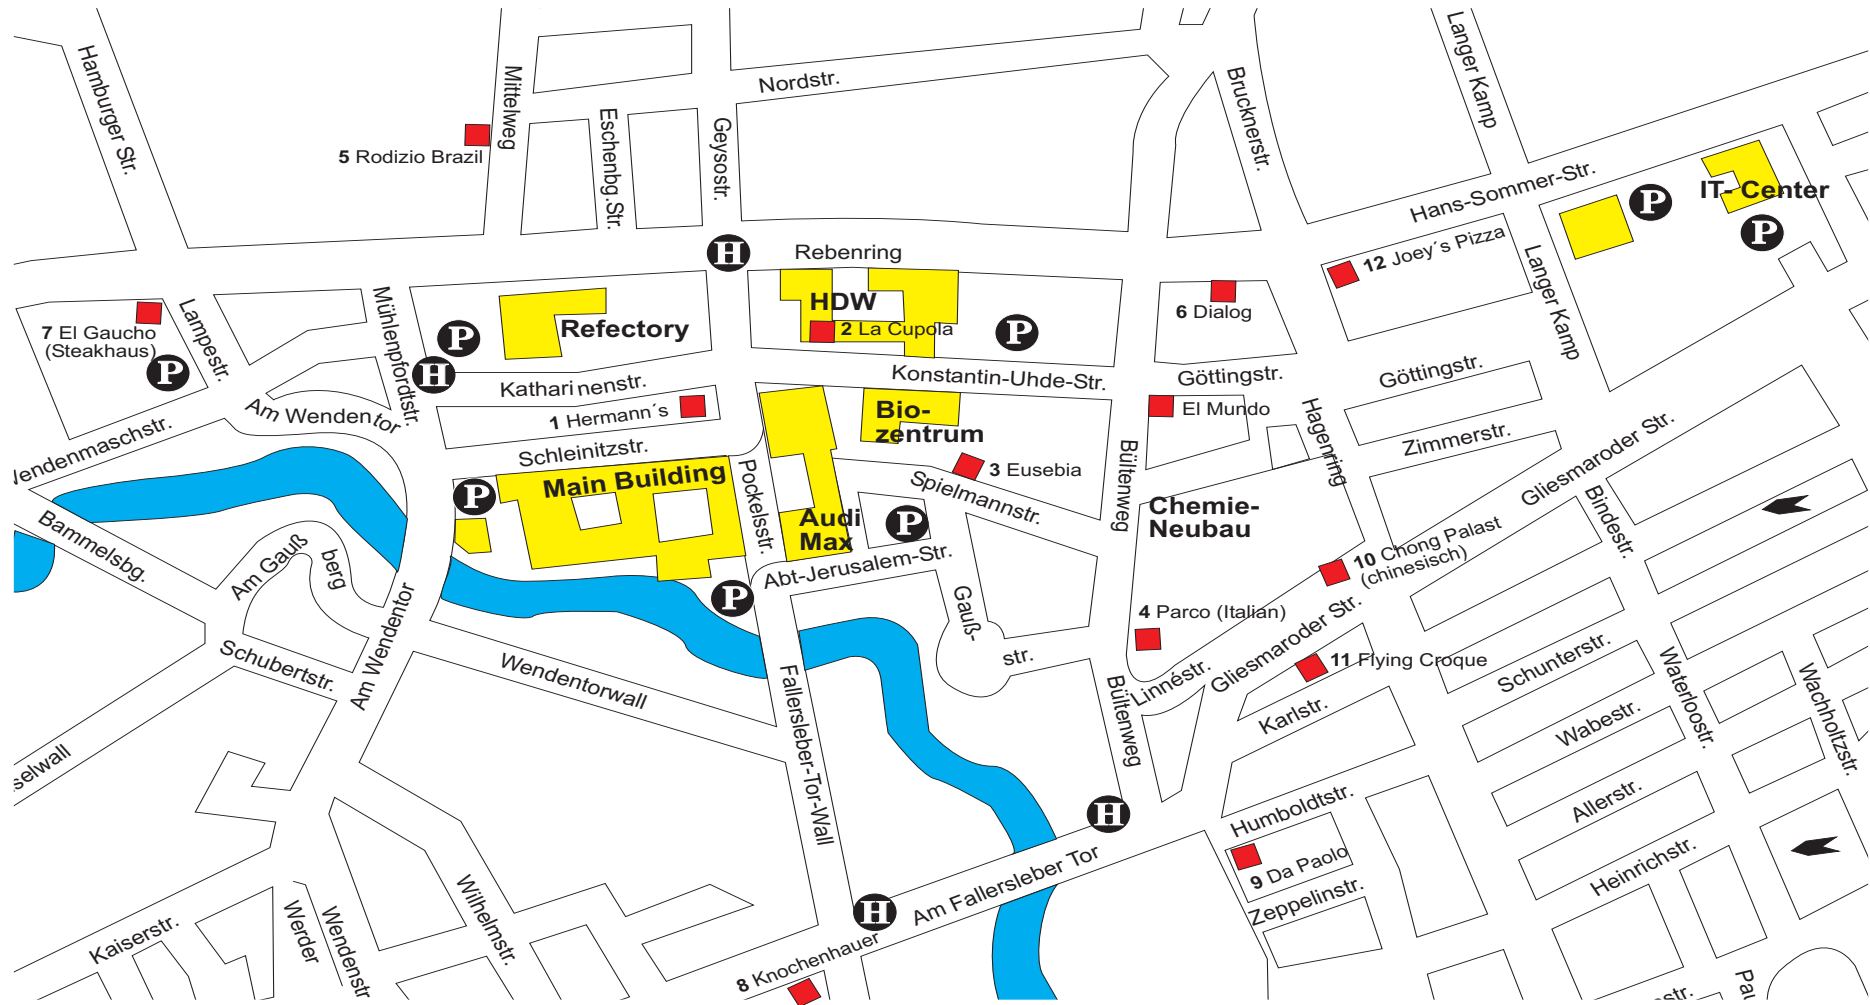 Hamburger Str.
Mittelweg
Eschenbg.Str.
Geysostr.
Nordstr.
Brucknerstr.
Langer Kamp
5 Rodizio Brazil
Hans-Sommer-Str.
IT- Center
P
P
H
Rebenring
12 Joey´s Pizza
Langer Kamp
7 El Gaucho
(Steakhaus)
P
Lampestr.
Mühlenpfordtstr.
P
H
Refectory
HDW
2 La Cupola
P
6 Dialog
Katharinenstr.
Konstantin-Uhde-Str.
Göttingstr.
Göttingstr.
Am Wendentor
1 Hermann´s
Bio-
zentrum
El Mundo
Hagenring
Zimmerstr.
Wendenmaschstr.
Schleinitzstr.
Main Building
P
Pockelsstr.
3 Eusebia
Spielmannstr.
Bültenweg
Chemie-
Neubau
Gliesmaroder Str.
Bindestr.
Bammelsbg.
Am Gauß
berg
Audi
Max
P
Abt-Jerusalem-Str.
10 Chong Palast
(chinesisch)
P
Gauß-
str.
4 Parco (Italian)
Gliesmaroder Str.
11 Flying Croque
Linnéstr.
Schunterstr.
Waterloostr.
Wachholtzstr.
Schubertstr.
Am Wendentor
Wendentorwall
Fallersleber-Tor-Wall
Bültenweg
Karlstr.
Wabestr.
selwall
Allerstr.
Humboldtstr.
H
9 Da Paolo
Zeppelinstr.
Heinrichstr.
Am Fallersleber Tor
H
8 Knochenhauer
Kaiserstr.
Werder
Wendenstr
Wilhelmstr.
str.
Pau